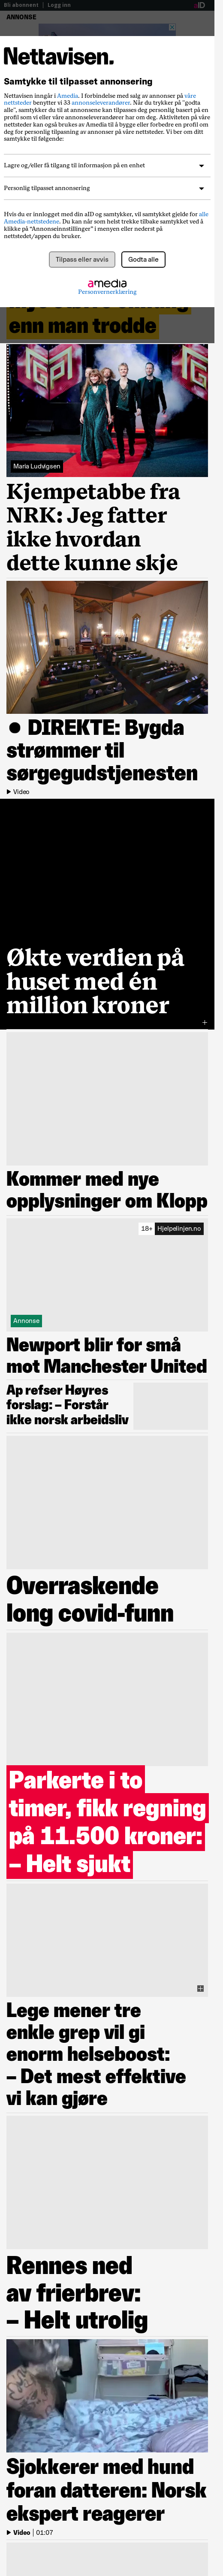 Bli abonnent | Logg inn
aID
ANNONSE
Nettavisen.
Samtykke til tilpasset annonsering
Nettavisen inngår i Amedia. I forbindelse med salg av annonser på våre
nettsteder benytter vi 33 annonseleverandører. Når du trykker på "godta
alle", samtykker du til at annonsene kan tilpasses deg personlig basert på en
profil som vi eller våre annonseleverandører har om deg. Aktivitetene på våre
nettsteder kan også brukes av Amedia til å bygge eller forbedre en profil om
deg for personlig tilpasning av annonser på våre nettsteder. Vi ber om ditt
samtykke til følgende:
Lagre og/eller få tilgang til informasjon på en enhet
Personlig tilpasset annonsering
Hvis du er innlogget med din aID og samtykker, vil samtykket gjelde for alle
Amedia-nettstedene. Du kan når som helst trekke tilbake samtykket ved å
klikke på “Annonseinnstillinger” i menyen eller nederst på
nettstedet/appen du bruker.
Tilpass eller avvis
Godta alle
amedia
Personvernerklæring
enn man trodde
Maria Ludvigsen
Kjempetabbe fra
NRK: Jeg fatter
ikke hvordan
dette kunne skje
● DIREKTE: Bygda
strømmer til
sørgegudstjenesten
Video
Økte verdien på
huset med én
million kroner
Kommer med nye
opplysninger om Klopp
18+ Hjelpelinjen.no
Annonse
Newport blir for små
mot Manchester United
Ap refser Høyres
forslag: – Forstår
ikke norsk arbeidsliv
Overraskende
long covid-funn
Parkerte i to
timer, fikk regning
på 11.500 kroner:
– Helt sjukt
Lege mener tre
enkle grep vil gi
enorm helseboost:
– Det mest effektive
vi kan gjøre
Rennes ned
av frierbrev:
– Helt utrolig
Sjokkerer med hund
foran datteren: Norsk
ekspert reagerer
Video | 01:07